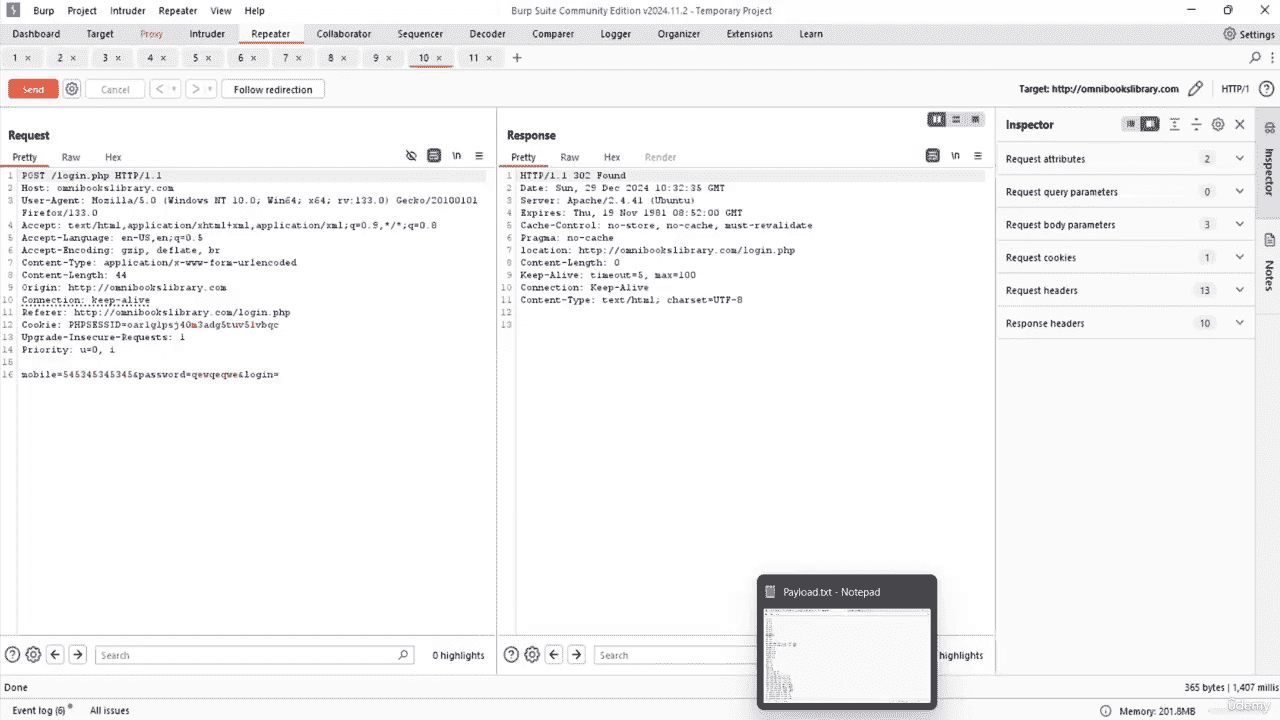 Burp Project Intruder Repeater View Help
Burp Suite Community Edition v2024.11.2 - Temporary Project
Dashboard Target Proxy Intruder Repeater Collaborator Sequencer Decoder Comparer Logger Organizer Extensions Learn
Settings
1 × 2 × 3 × 4 × 5 × 6 × 7 × 8 × 9 × 10 × 11 × +
Send Cancel < > Follow redirection
Target: http://omnibookslibrary.com HTTP/1
Request
Pretty Raw Hex
\n
1 POST /login.php HTTP/1.1
2 Host: omnibookslibrary.com
3 User-Agent: Mozilla/5.0 (Windows NT 10.0; Win64; x64; rv:133.0) Gecko/20100101
Firefox/133.0
4 Accept: text/html,application/xhtml+xml,application/xml;q=0.9,*/*;q=0.8
5 Accept-Language: en-US,en;q=0.5
6 Accept-Encoding: gzip, deflate, br
7 Content-Type: application/x-www-form-urlencoded
8 Content-Length: 44
9 Origin: http://omnibookslibrary.com
10 Connection: keep-alive
11 Referer: http://omnibookslibrary.com/login.php
12 Cookie:
13 Upgrade-Insecure-Requests: 1
14 Priority: u=0, i
15
16 mobile=545345345345&password=qewqeqwe&login=
Response
Pretty Raw Hex Render
\n
1 HTTP/1.1 302 Found
2 Date: Sun, 29 Dec 2024 10:32:35 GMT
3 Server: Apache/2.4.41 (Ubuntu)
4 Expires: Thu, 19 Nov 1981 08:52:00 GMT
5 Cache-Control: no-store, no-cache, must-revalidate
6 Pragma: no-cache
7 location: http://omnibookslibrary.com/login.php
8 Content-Length: 0
9 Keep-Alive: timeout=5, max=100
10 Connection: Keep-Alive
11 Content-Type: text/html; charset=UTF-8
12
13
Inspector
Request attributes
Request query parameters 0
Request body parameters 3
Request cookies 1
Request headers 13
Response headers 10
Inspector
Notes
Payload.txt - Notepad
Search 0 highlights
Search highlights
Done
365 bytes | 1,407 millis
Event log All issues
Memory: 201.8MB
Udemy